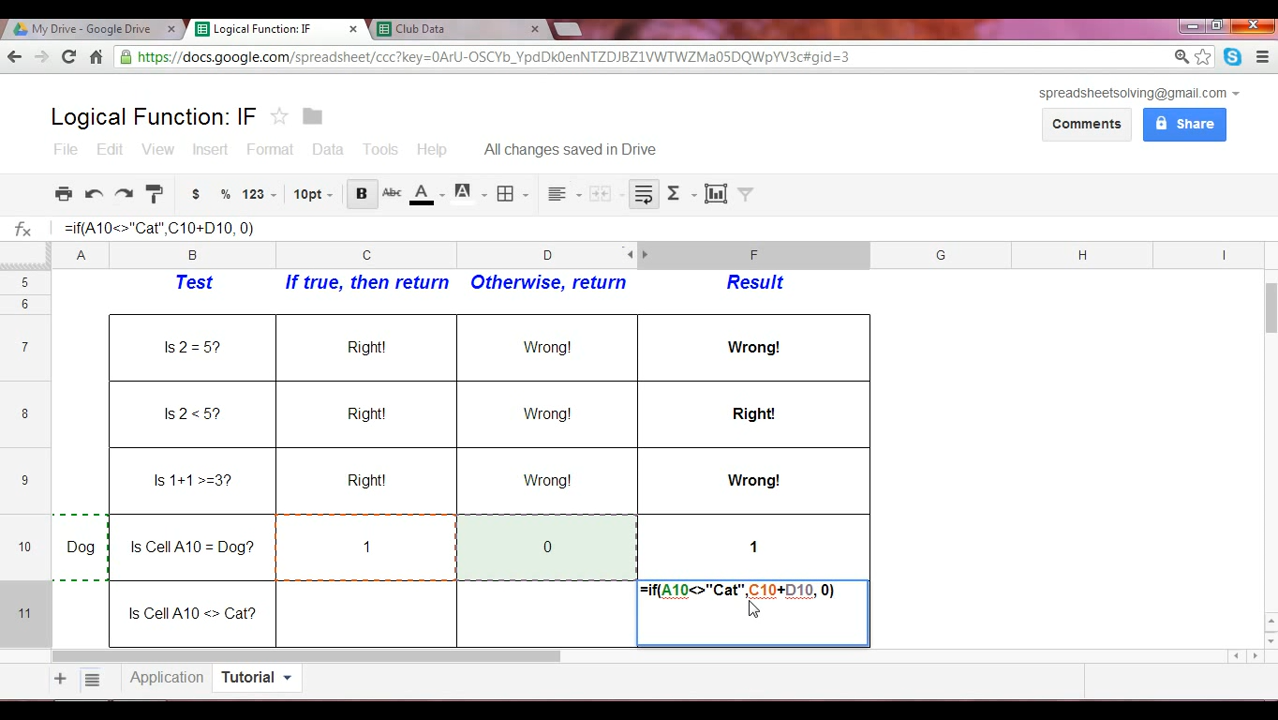 My Drive - Google Drive
Logical Function: IF
Club Data
https://docs.google.com/spreadsheet/ccc?key=0ArU-OSCYb_YpdDk0enNTZDJBZ1VWTWZMa05DQWpYV3c#gid=3
spreadsheetsolving@gmail.com
Logical Function: IF
Comments
Share
File Edit View Insert Format Data Tools Help All changes saved in Drive
$ % 123 10pt B Abc A A Σ
fx =if(A10<>"Cat",C10+D10, 0)
A B C D F G H I
5 Test If true, then return Otherwise, return Result
6
7 Is 2 = 5? Right! Wrong! Wrong!
8 Is 2 < 5? Right! Wrong! Right!
9 Is 1+1 >=3? Right! Wrong! Wrong!
10 Dog Is Cell A10 = Dog? 1 0 1
11 Is Cell A10 <> Cat? =if(A10<>"Cat",C10+D10, 0)
Application Tutorial